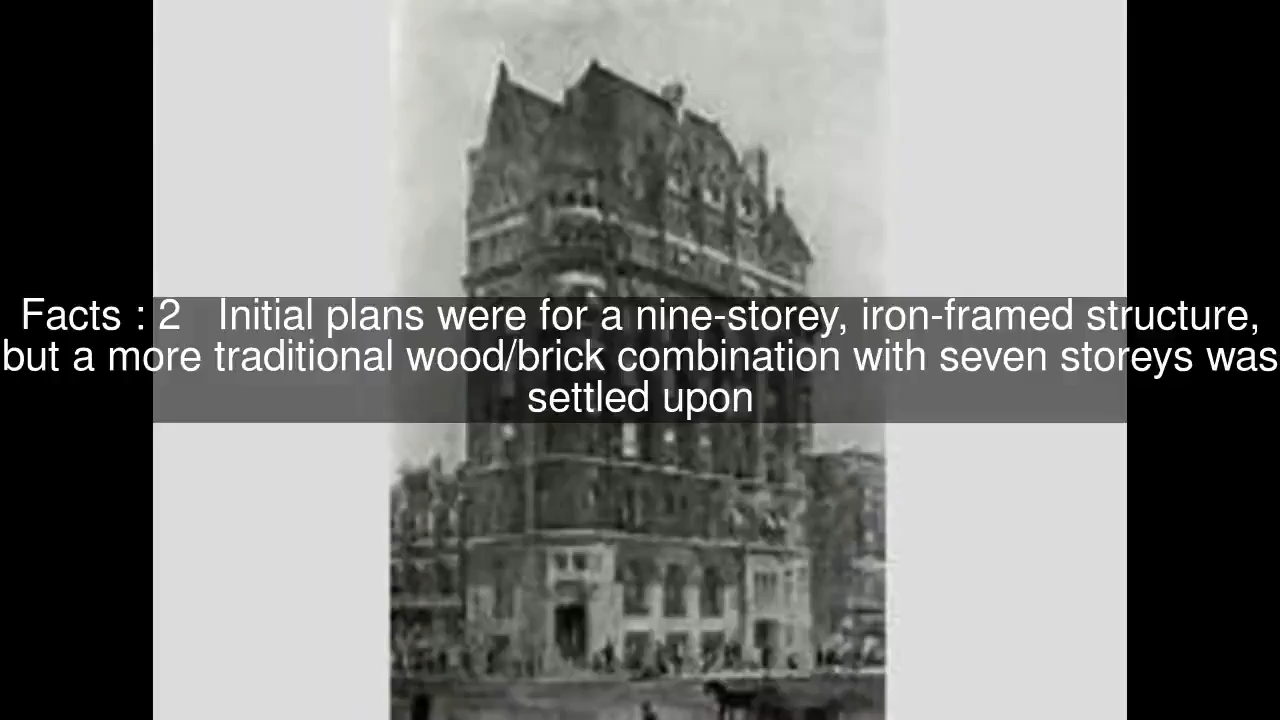 Facts : 2   Initial plans were for a nine-storey, iron-framed structure,
but a more traditional wood/brick combination with seven storeys was
settled upon